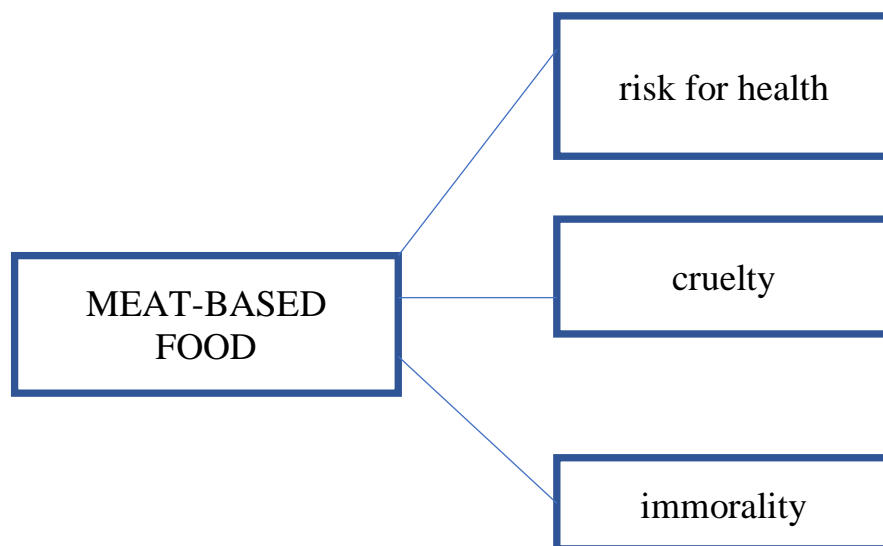 risk for health
cruelty
MEAT-BASED
FOOD
immorality